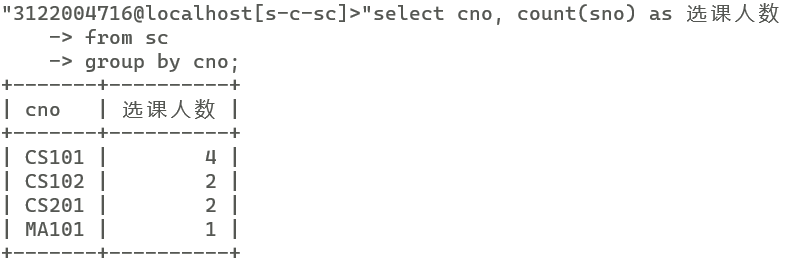 "3122004716@localhost[s-c-sc]>"select cno, count(sno) as 选课人数
    -> from sc
    -> group by cno;
+-------+----------+
| cno   | 选课人数 |
+-------+----------+
| CS101 |        4 |
| CS102 |        2 |
| CS201 |        2 |
| MA101 |        1 |
+-------+----------+